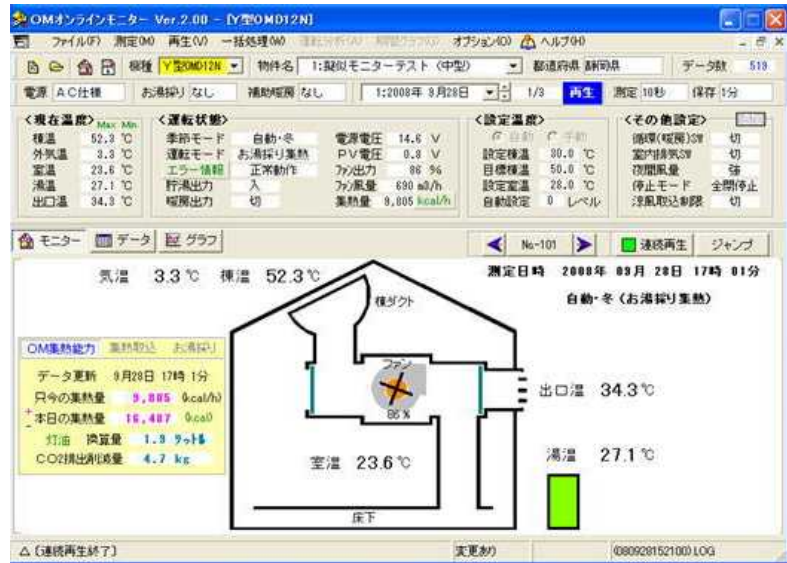 OMオンラインモニター Ver.2.00 - [Y型OMD12N]
ファイル(F) 測定(M) 再生(V) 一括処理(W) オプション(O) ヘルプ(H)
機種 Y型OMD12N 物件名 1:擬似モニターテスト (中型) 都道府県 静岡県 データ数 519
電源 AC仕様 お湯採り なし 補助暖房 なし 1:2008年 9月28日 1/3 再生 測定 10秒 保存 1分
<現在温度> Max Min <運転状態> <設定温度> <その他設定>
棟温 52.3 ℃ 季節モード 自動・冬 電源電圧 14.6 V 自動 手動 循環(暖房)SW 切
外気温 3.3 ℃ 運転モード お湯採り集熱 PV電圧 0.8 V 設定棟温 30.0 ℃ 室内排気SW 切
室温 23.6 ℃ エラー情報 正常動作 ファン出力 86 % 目標棟温 50.0 ℃ 夜間風量 強
湯温 27.1 ℃ 貯湯出力 入 ファン風量 690 m3/h 設定室温 28.0 ℃ 停止モード 全閉停止
出口温 34.3 ℃ 暖房出力 切 集熱量 9,805 kcal/h 自動設定 0 レベル 涼風取込制限 切
モニター データ グラフ No-101 連続再生 ジャンプ
気温 3.3 ℃ 棟温 52.3 ℃ 測定日時 2008年 09月 28日 17時 01分
自動・冬 (お湯採り集熱)
棟ダクト
OM集熱能力 集熱取込 お湯採り
データ更新 9月28日 17時 1分
只今の集熱量 9,805 (kcal/h)
+
- 本日の集熱量 16,487 (kcal)
灯油 換算量 1.9 リットル
CO2排出削減量 4.7 kg
ファン
86 %
出口温 34.3 ℃
湯温 27.1 ℃
室温 23.6 ℃
床下
△ [連続再生終了] 変更あり (080928152100).LOG